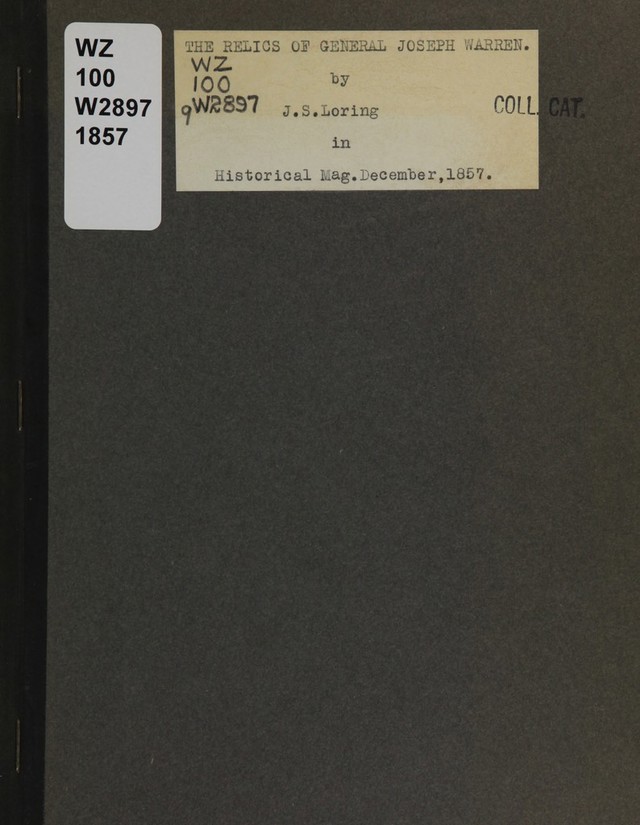 WZ
100
W2897
1857
THE RELICS OF GENERAL JOSEPH WARREN.
WZ
100
qW2897
by
J.S.Loring
COLL. CAT.
in
Historical Mag.December,1857.